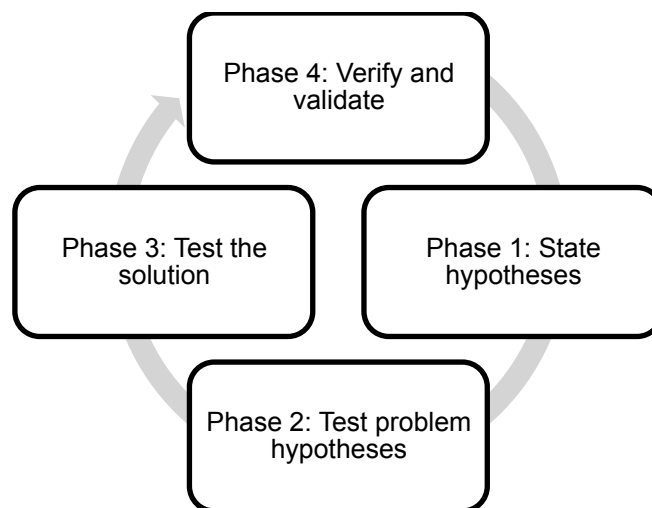 Phase 4: Verify and
validate
Phase 3: Test the
solution
Phase 1: State
hypotheses
Phase 2: Test problem
hypotheses